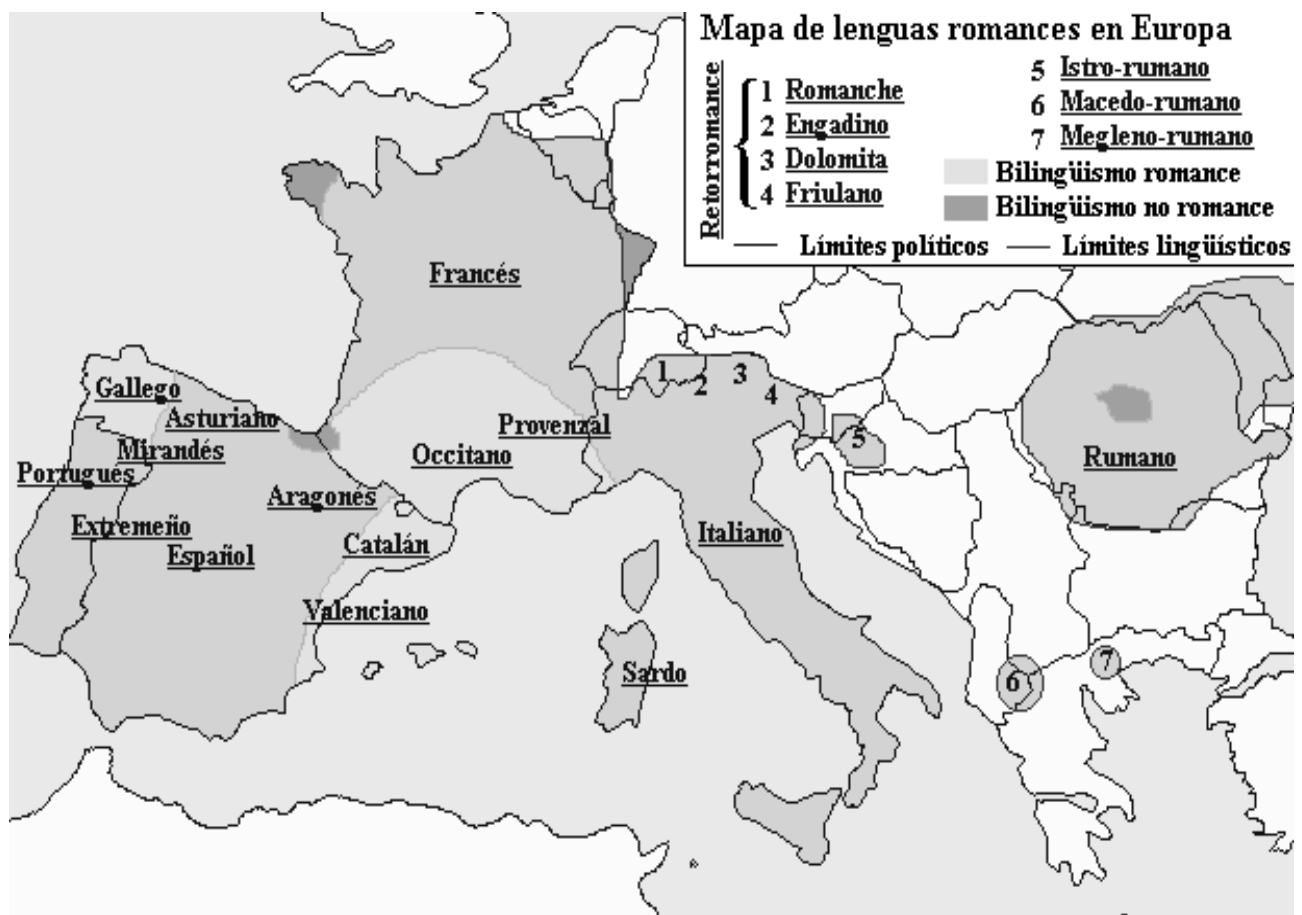 Mapa de lenguas romances en Europa
Retorromance
1 Romanche
2 Engadino
3 Dolomita
4 Friulano
5 Istro-rumano
6 Macedo-rumano
7 Megleno-rumano
Bilingüismo romance
Bilingüismo no romance
Límites políticos
Límites lingüísticos
Francés
Gallego
Asturiano
Mirandés
Portugués
Extremeño
Español
Aragonés
Catalán
Valenciano
Occitano
Provenzal
Italiano
Sardo
Rumano
1
2
3
4
5
6
7